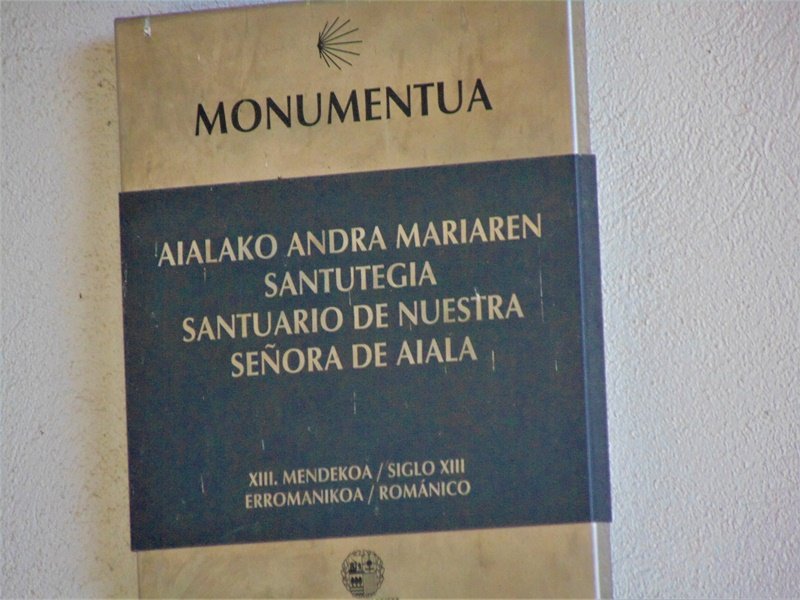 MONUMENTUA
AIALAKO ANDRA MARIAREN
SANTUTEGIA
SANTUARIO DE NUESTRA
SEÑORA DE AIALA
XIII. MENDEKOA / SIGLO XIII
ERROMANIKOA / ROMÁNICO